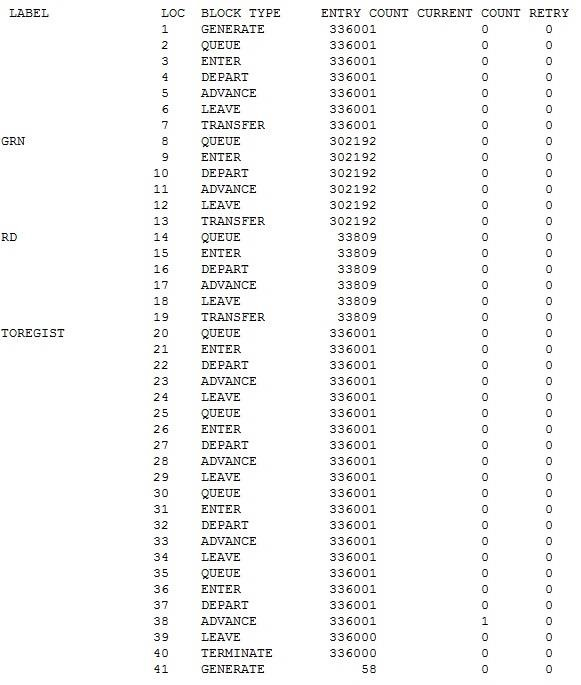 LABEL LOC BLOCK TYPE ENTRY COUNT CURRENT COUNT RETRY
1 GENERATE 336001 0 0
2 QUEUE 336001 0 0
3 ENTER 336001 0 0
4 DEPART 336001 0 0
5 ADVANCE 336001 0 0
6 LEAVE 336001 0 0
7 TRANSFER 336001 0 0
GRN 8 QUEUE 302192 0 0
9 ENTER 302192 0 0
10 DEPART 302192 0 0
11 ADVANCE 302192 0 0
12 LEAVE 302192 0 0
13 TRANSFER 302192 0 0
RD 14 QUEUE 33809 0 0
15 ENTER 33809 0 0
16 DEPART 33809 0 0
17 ADVANCE 33809 0 0
18 LEAVE 33809 0 0
19 TRANSFER 33809 0 0
TOREGIST 20 QUEUE 336001 0 0
21 ENTER 336001 0 0
22 DEPART 336001 0 0
23 ADVANCE 336001 0 0
24 LEAVE 336001 0 0
25 QUEUE 336001 0 0
26 ENTER 336001 0 0
27 DEPART 336001 0 0
28 ADVANCE 336001 0 0
29 LEAVE 336001 0 0
30 QUEUE 336001 0 0
31 ENTER 336001 0 0
32 DEPART 336001 0 0
33 ADVANCE 336001 0 0
34 LEAVE 336001 0 0
35 QUEUE 336001 0 0
36 ENTER 336001 0 0
37 DEPART 336001 0 0
38 ADVANCE 336001 1 0
39 LEAVE 336000 0 0
40 TERMINATE 336000 0 0
41 GENERATE 58 0 0